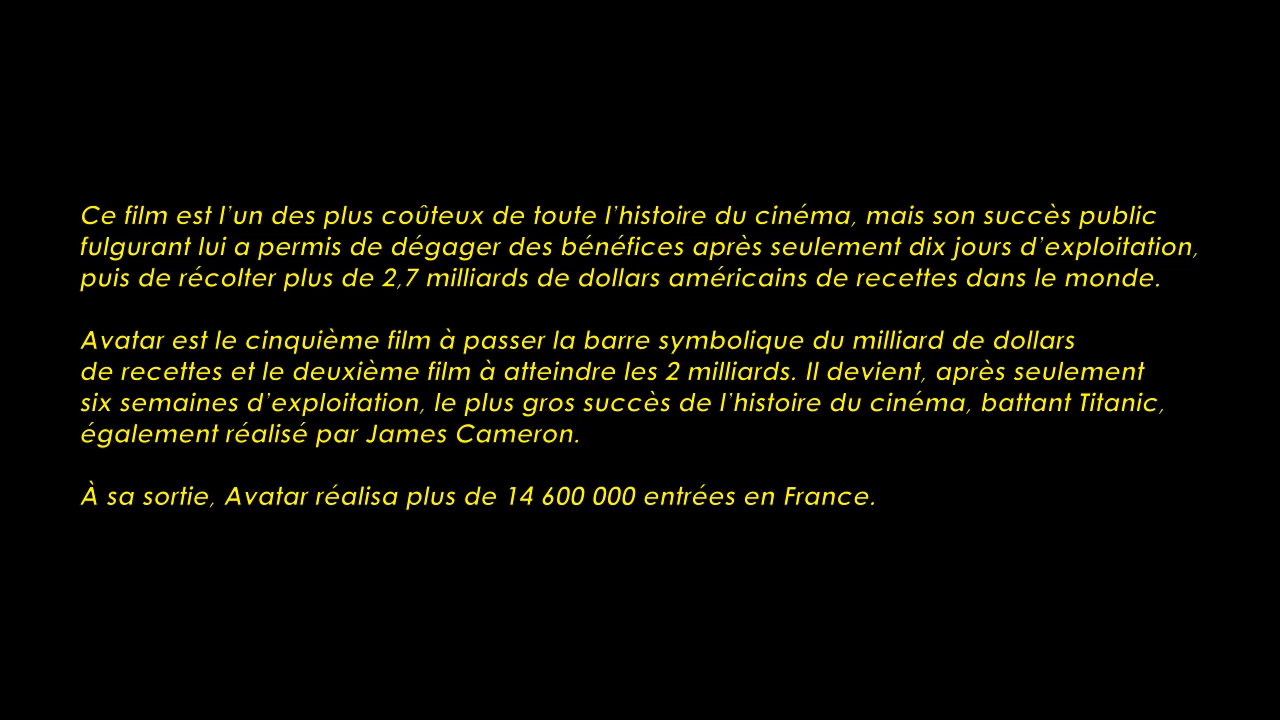 Ce film est l'un des plus coûteux de toute l'histoire du cinéma, mais son succès public
fulgurant lui a permis de dégager des bénéfices après seulement dix jours d'exploitation,
puis de récolter plus de 2,7 milliards de dollars américains de recettes dans le monde.
Avatar est le cinquième film à passer la barre symbolique du milliard de dollars
de recettes et le deuxième film à atteindre les 2 milliards. Il devient, après seulement
six semaines d'exploitation, le plus gros succès de l'histoire du cinéma, battant Titanic,
également réalisé par James Cameron.
À sa sortie, Avatar réalisa plus de 14 600 000 entrées en France.